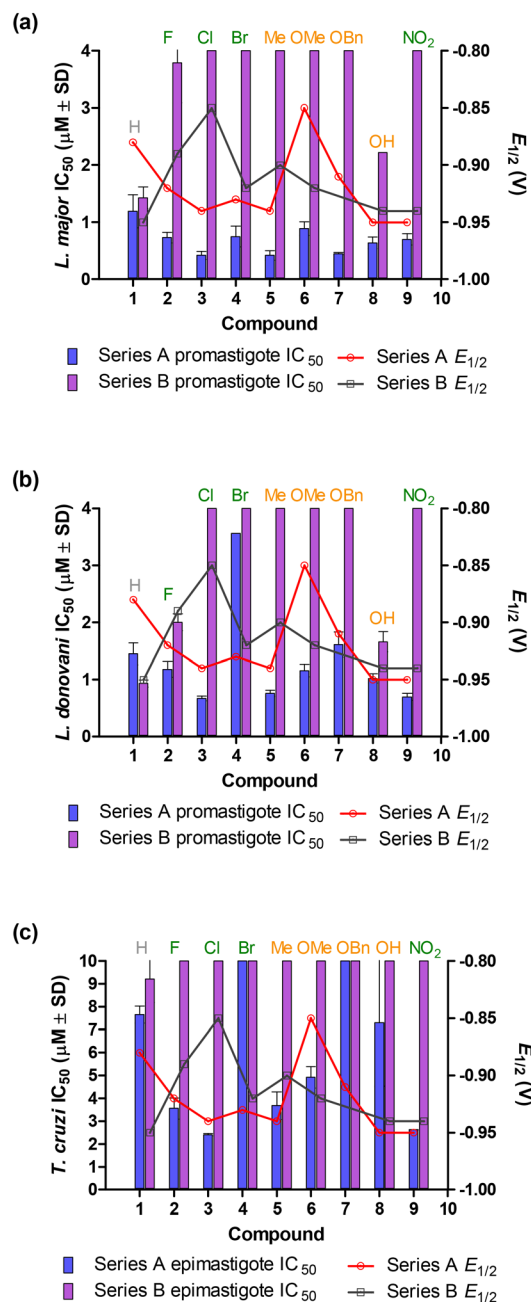 (a)
F Cl Br Me OMe OBn NO2
H
OH
4
3
2
1
0
L. major IC50 (μM ± SD)
-0.80
-0.85
-0.90
-0.95
-1.00
E1/2 (V)
1 2 3 4 5 6 7 8 9 10
Compound
Series A promastigote IC50 Series A E1/2
Series B promastigote IC50 Series B E1/2
(b)
Cl Br Me OMe OBn NO2
H
F
OH
4
3
2
1
0
L. donovani IC50 (μM ± SD)
-0.80
-0.85
-0.90
-0.95
-1.00
E1/2 (V)
1 2 3 4 5 6 7 8 9 10
Compound
Series A promastigote IC50 Series A E1/2
Series B promastigote IC50 Series B E1/2
(c)
H F Cl Br Me OMe OBn OH NO2
10
9
8
7
6
5
4
3
2
1
0
T. cruzi IC50 (μM ± SD)
-0.80
-0.85
-0.90
-0.95
-1.00
E1/2 (V)
1 2 3 4 5 6 7 8 9 10
Compound
Series A epimastigote IC50 Series A E1/2
Series B epimastigote IC50 Series B E1/2